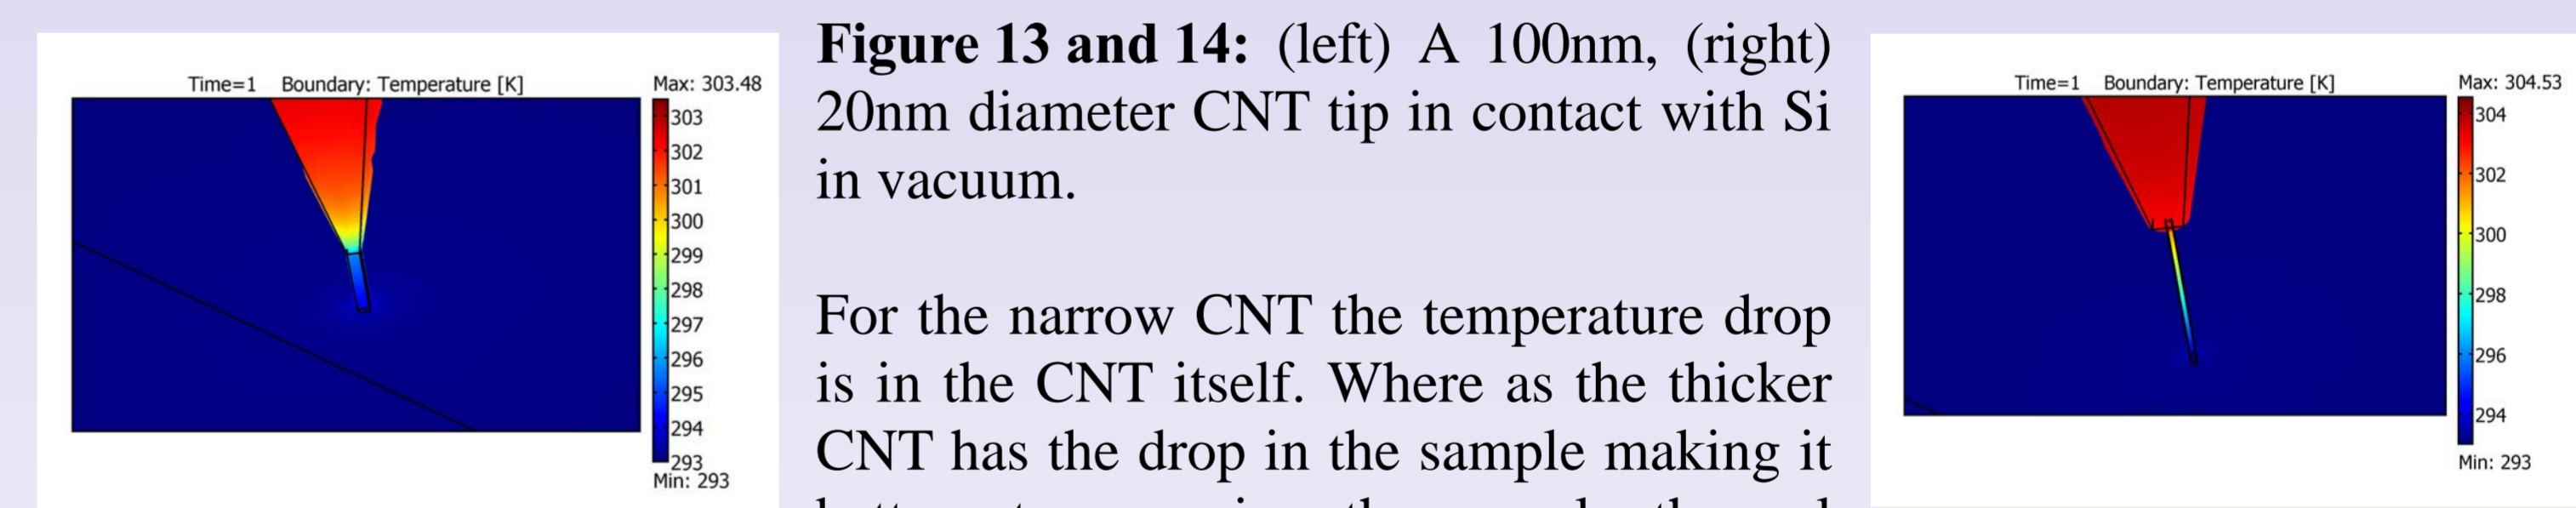 Time=1 Boundary: Temperature [K]
Max: 303.48
303
302
301
300
299
298
297
296
295
294
293
Min: 293
Figure 13 and 14: (left) A 100nm, (right)
20nm diameter CNT tip in contact with Si
in vacuum.
For the narrow CNT the temperature drop
is in the CNT itself. Where as the thicker
CNT has the drop in the sample making it
Time=1 Boundary: Temperature [K]
Max: 304.53
304
302
300
298
296
294
Min: 293